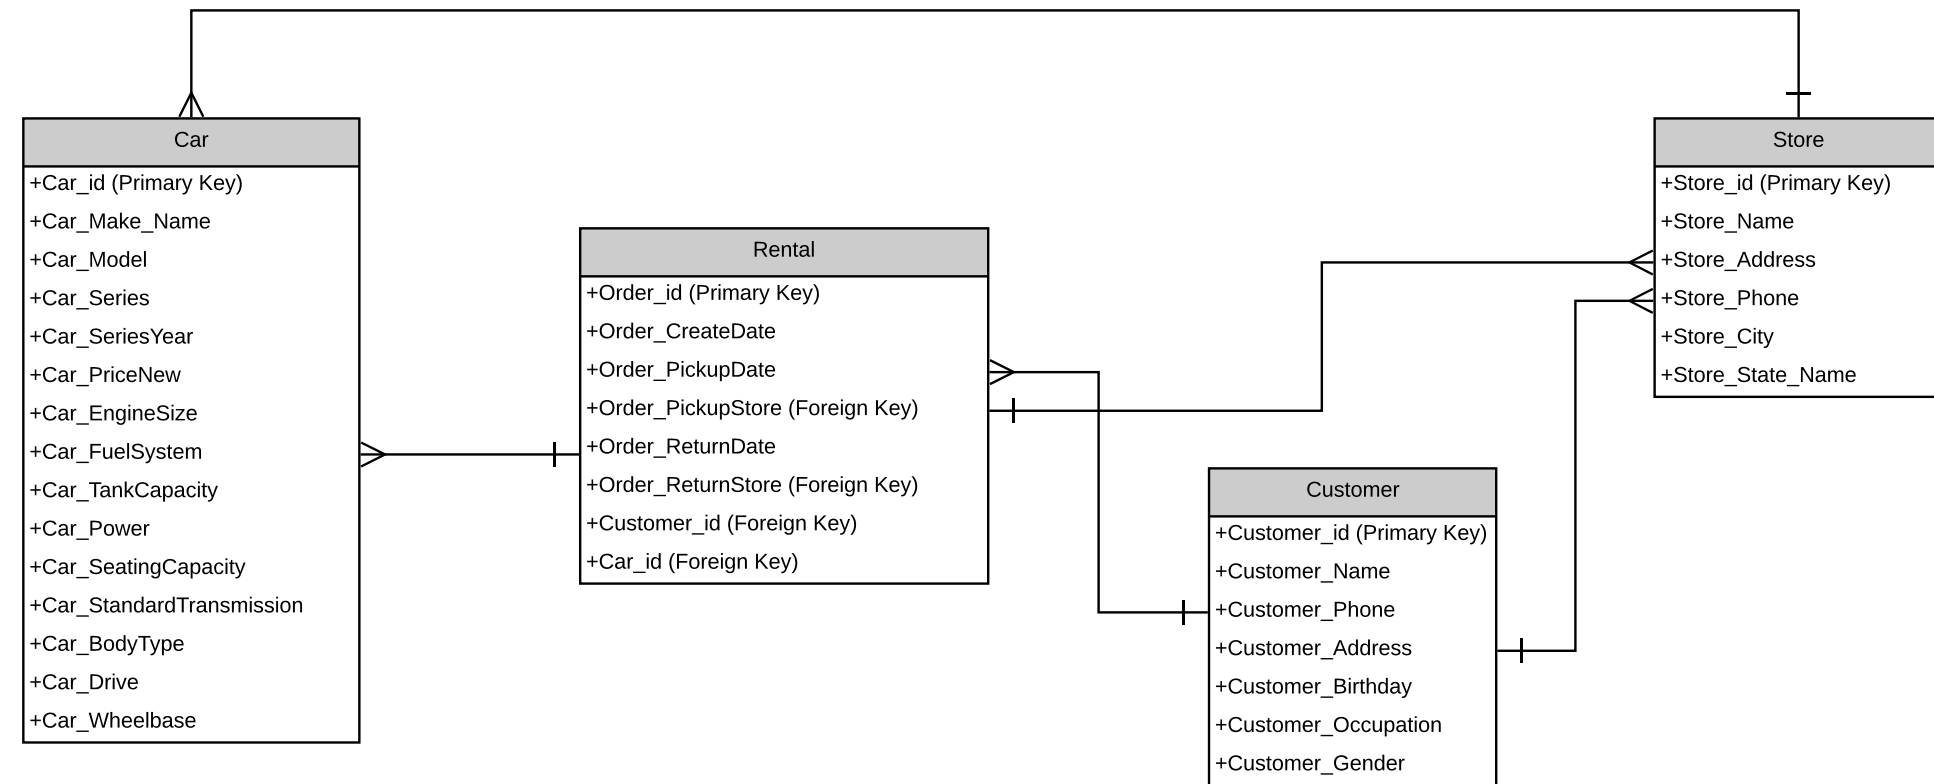 Car
+Car_id (Primary Key)
+Car_Make_Name
+Car_Model
+Car_Series
+Car_SeriesYear
+Car_PriceNew
+Car_EngineSize
+Car_FuelSystem
+Car_TankCapacity
+Car_Power
+Car_SeatingCapacity
+Car_StandardTransmission
+Car_BodyType
+Car_Drive
+Car_Wheelbase
Rental
+Order_id (Primary Key)
+Order_CreateDate
+Order_PickupDate
+Order_PickupStore (Foreign Key)
+Order_ReturnDate
+Order_ReturnStore (Foreign Key)
+Customer_id (Foreign Key)
+Car_id (Foreign Key)
Customer
+Customer_id (Primary Key)
+Customer_Name
+Customer_Phone
+Customer_Address
+Customer_Birthday
+Customer_Occupation
+Customer_Gender
Store
+Store_id (Primary Key)
+Store_Name
+Store_Address
+Store_Phone
+Store_City
+Store_State_Name